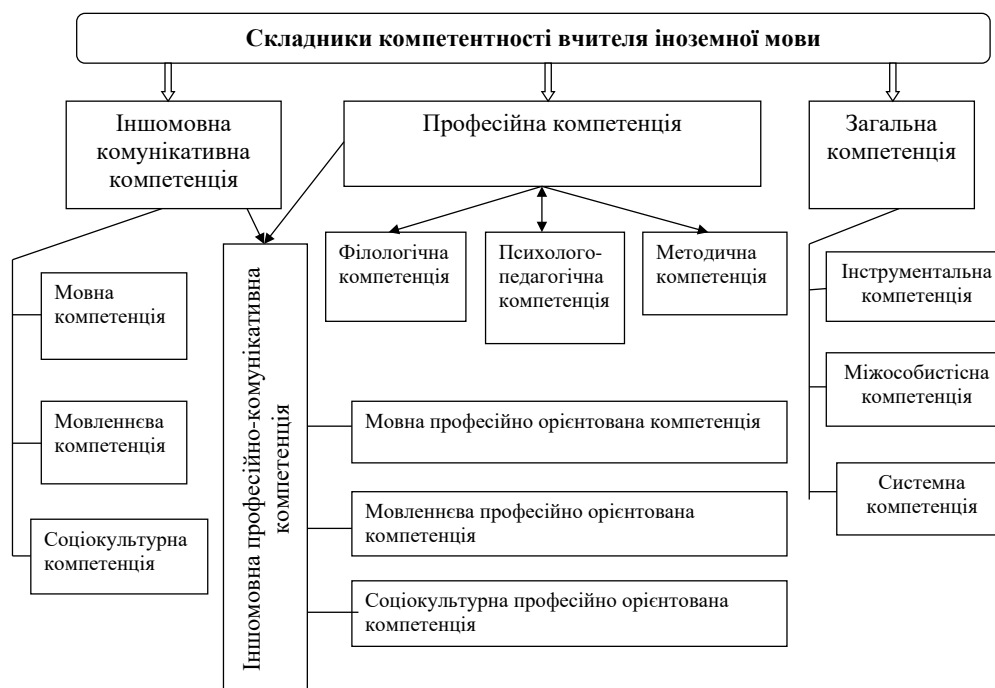 Складники компетентності вчителя іноземної мови
Іншомовна
комунікативна
компетенція
Професійна компетенція
Загальна
компетенція
Філологічна
компетенція
Психолого-
педагогічна
компетенція
Методична
компетенція
Мовна
компетенція
Мовленнєва
компетенція
Соціокультурна
компетенція
Іншомовна професійно-комунікативна
компетенція
Мовна професійно орієнтована компетенція
Мовленнєва професійно орієнтована
компетенція
Соціокультурна професійно орієнтована
компетенція
Інструментальна
компетенція
Міжособистісна
компетенція
Системна
компетенція